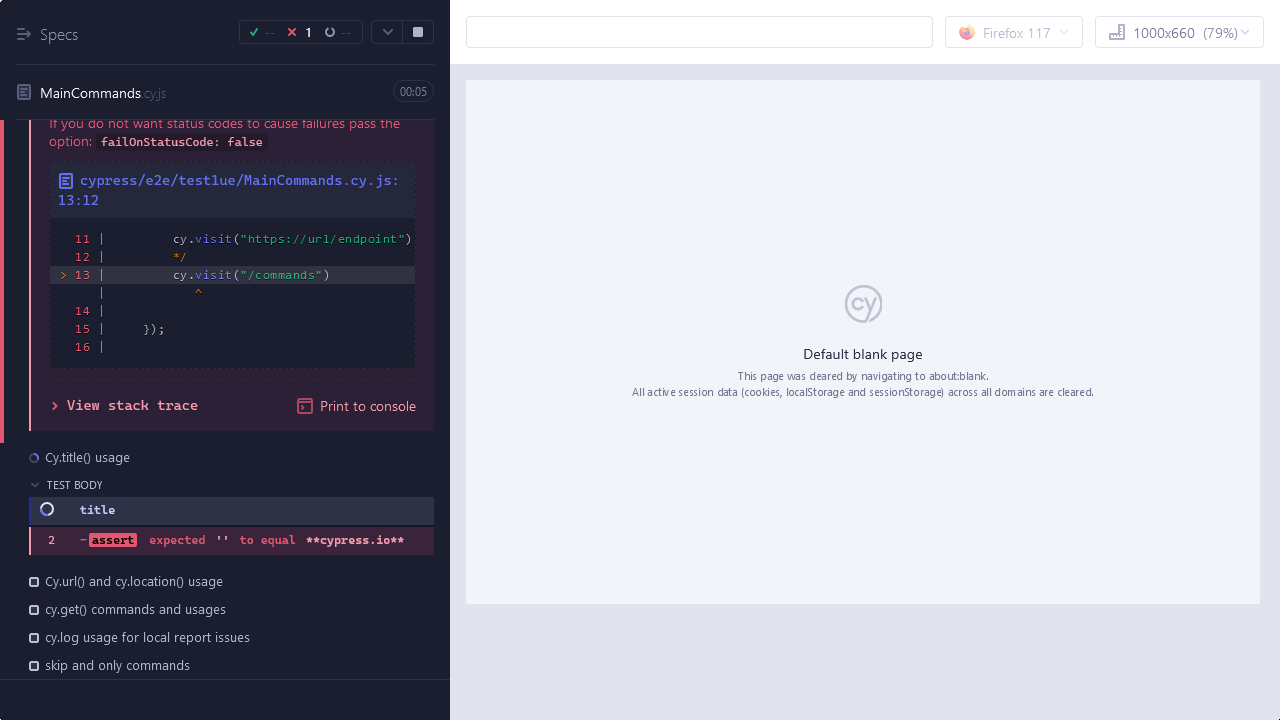 Specs
-- 1 --
MainCommands.cy.js 00:05
If you do not want status codes to cause failures pass the
option: failOnStatusCode: false
cypress/e2e/test1ue/MainCommands.cy.js:
13:12
11 | cy.visit("https://url/endpoint")
12 | */
> 13 | cy.visit("/commands")
| ^
14 |
15 | });
16 |
View stack trace Print to console
Cy.title() usage
TEST BODY
title
2 -assert expected '' to equal **cypress.io**
Cy.url() and cy.location() usage
cy.get() commands and usages
cy.log usage for local report issues
skip and only commands
Firefox 117
1000x660 (79%)
cy
Default blank page
This page was cleared by navigating to about:blank.
All active session data (cookies, localStorage and sessionStorage) across all domains are cleared.